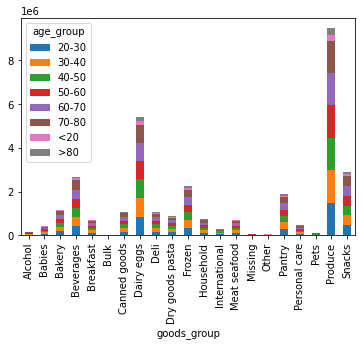 1e6
8
6
4
2
0
age_group
20-30
30-40
40-50
50-60
60-70
70-80
<20
>80
Alcohol
Babies
Bakery
Beverages
Breakfast
Bulk
Canned goods
Dairy eggs
Deli
Dry goods pasta
Frozen
Household
International
Meat seafood
Missing
Other
Pantry
Personal care
Pets
Produce
Snacks
goods_group